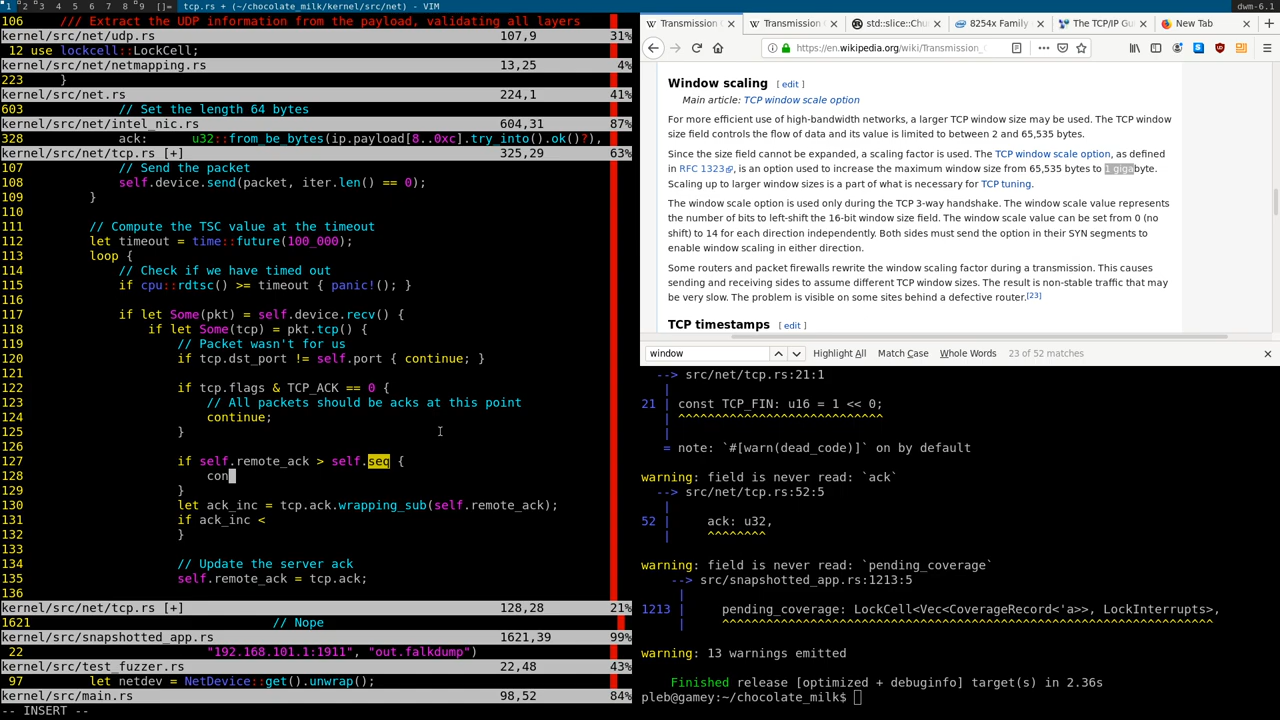 1 2 3 4 5 6 7 8 9 []= tcp.rs + (~/chocolate_milk/kernel/src/net) - VIM
dwm-6.1
106 /// Extract the UDP information from the payload, validating all layers
kernel/src/net/udp.rs 107,9 31%
12 use lockcell::LockCell;
kernel/src/net/netmapping.rs 13,25 4%
223 }
kernel/src/net.rs 224,1 41%
603 // Set the length 64 bytes
kernel/src/net/intel_nic.rs 604,31 87%
328 ack: u32::from_be_bytes(ip.payload[8..0xc].try_into().ok()?),
kernel/src/net/tcp.rs [+] 325,29 63%
107 // Send the packet
108 self.device.send(packet, iter.len() == 0);
109 }
110
111 // Compute the TSC value at the timeout
112 let timeout = time::future(100_000);
113 loop {
114 // Check if we have timed out
115 if cpu::rdtsc() >= timeout { panic!(); }
116
117 if let Some(pkt) = self.device.recv() {
118 if let Some(tcp) = pkt.tcp() {
119 // Packet wasn't for us
120 if tcp.dst_port != self.port { continue; }
121
122 if tcp.flags & TCP_ACK == 0 {
123 // All packets should be acks at this point
124 continue;
125 }
126
127 if self.remote_ack > self.seq {
128 con
129 }
130 let ack_inc = tcp.ack.wrapping_sub(self.remote_ack);
131 if ack_inc <
132 }
133
134 // Update the server ack
135 self.remote_ack = tcp.ack;
136
kernel/src/net/tcp.rs [+] 128,28 21%
1621 // Nope
kernel/src/snapshotted_app.rs 1621,39 99%
22 "192.168.101.1:1911", "out.falkdump")
kernel/src/test_fuzzer.rs 22,48 43%
97 let netdev = NetDevice::get().unwrap();
kernel/src/main.rs 98,52 84%
-- INSERT --
Transmission C Transmission C std::slice::Chu 8254x Family The TCP/IP Gu New Tab
https://en.wikipedia.org/wiki/Transmission_
Window scaling [ edit ]
Main article: TCP window scale option
For more efficient use of high-bandwidth networks, a larger TCP window size may be used. The TCP window
size field controls the flow of data and its value is limited to between 2 and 65,535 bytes.
Since the size field cannot be expanded, a scaling factor is used. The TCP window scale option, as defined
in RFC 1323, is an option used to increase the maximum window size from 65,535 bytes to 1 gigabyte.
Scaling up to larger window sizes is a part of what is necessary for TCP tuning.
The window scale option is used only during the TCP 3-way handshake. The window scale value represents
the number of bits to left-shift the 16-bit window size field. The window scale value can be set from 0 (no
shift) to 14 for each direction independently. Both sides must send the option in their SYN segments to
enable window scaling in either direction.
Some routers and packet firewalls rewrite the window scaling factor during a transmission. This causes
sending and receiving sides to assume different TCP window sizes. The result is non-stable traffic that may
be very slow. The problem is visible on some sites behind a defective router.[23]
TCP timestamps [ edit ]
window Highlight All Match Case Whole Words 23 of 52 matches
--> src/net/tcp.rs:21:1
|
21 | const TCP_FIN: u16 = 1 << 0;
| ^^^^^^^^^^^^^^^^^^^^^^^^^^^^
|
= note: `#[warn(dead_code)]` on by default
warning: field is never read: `ack`
--> src/net/tcp.rs:52:5
|
52 | ack: u32,
| ^^^^^^^^
warning: field is never read: `pending_coverage`
--> src/snapshotted_app.rs:1213:5
|
1213 | pending_coverage: LockCell<Vec<CoverageRecord<'a>>, LockInterrupts>,
| ^^^^^^^^^^^^^^^^^^^^^^^^^^^^^^^^^^^^^^^^^^^^^^^^^^^^^^^^^^^^^^^^^^^
warning: 13 warnings emitted
Finished release [optimized + debuginfo] target(s) in 2.36s
pleb@gamey:~/chocolate_milk$